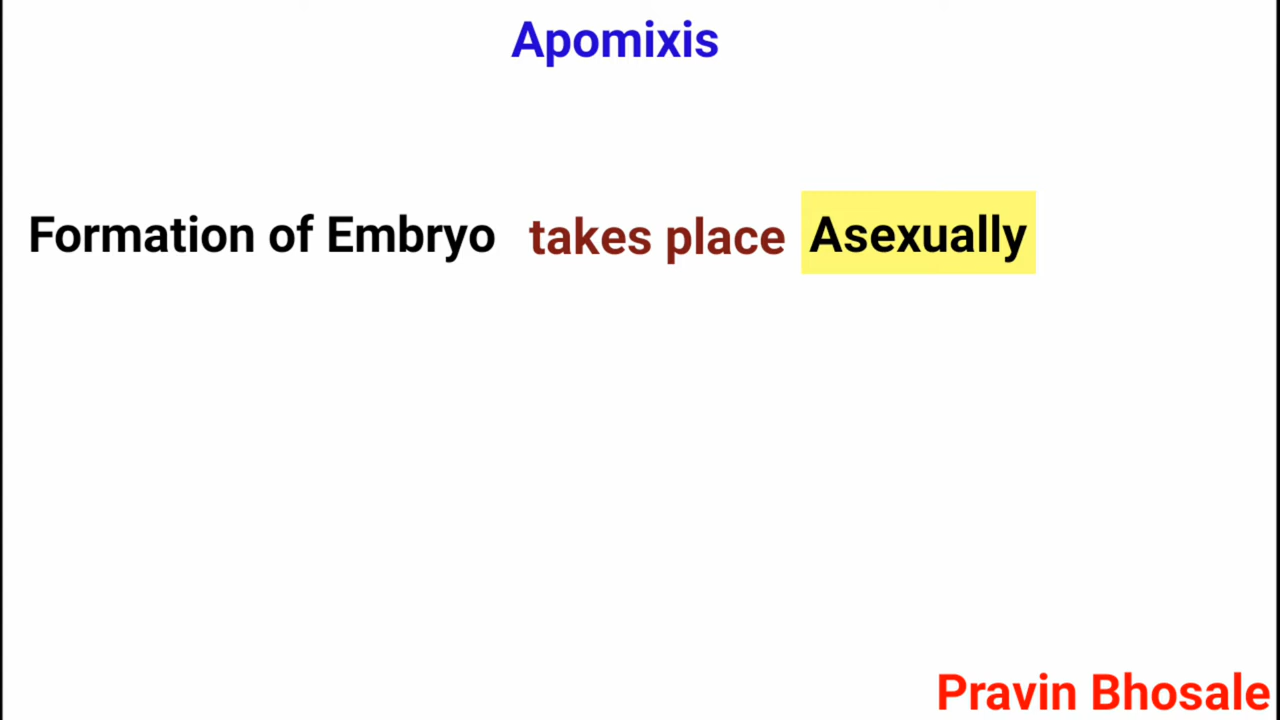 Apomixis
Formation of Embryo takes place Asexually
Pravin Bhosale